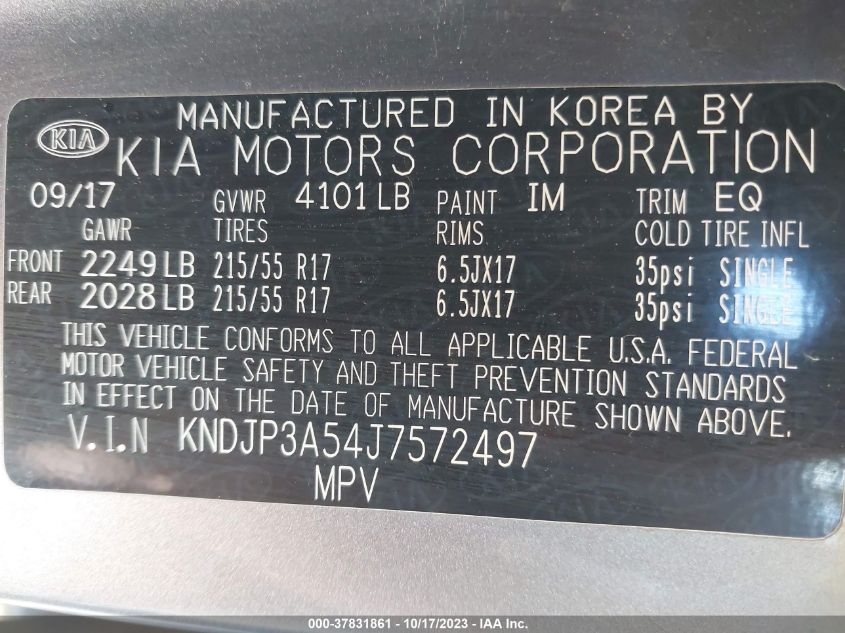 MANUFACTURED IN KOREA BY
KIA KIA MOTORS CORPORATION
09/17 GVWR 4101 LB PAINT IM TRIM EQ
GAWR TIRES RIMS COLD TIRE INFL
FRONT 2249 LB 215/55 R17 6.5JX17 35psi SINGLE
REAR 2028 LB 215/55 R17 6.5JX17 35psi SINGLE
THIS VEHICLE CONFORMS TO ALL APPLICABLE U.S.A. FEDERAL
MOTOR VEHICLE SAFETY AND THEFT PREVENTION STANDARDS
IN EFFECT ON THE DATE OF MANUFACTURE SHOWN ABOVE.
V.I.N KNDJP3A54J7572497
MPV
000-37831861 - 10/17/2023 - IAA Inc.